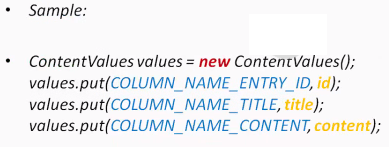 • Sample:
• ContentValues values = new ContentValues();
values.put(COLUMN_NAME_ENTRY_ID, id);
values.put(COLUMN_NAME_TITLE, title);
values.put(COLUMN_NAME_CONTENT, content);